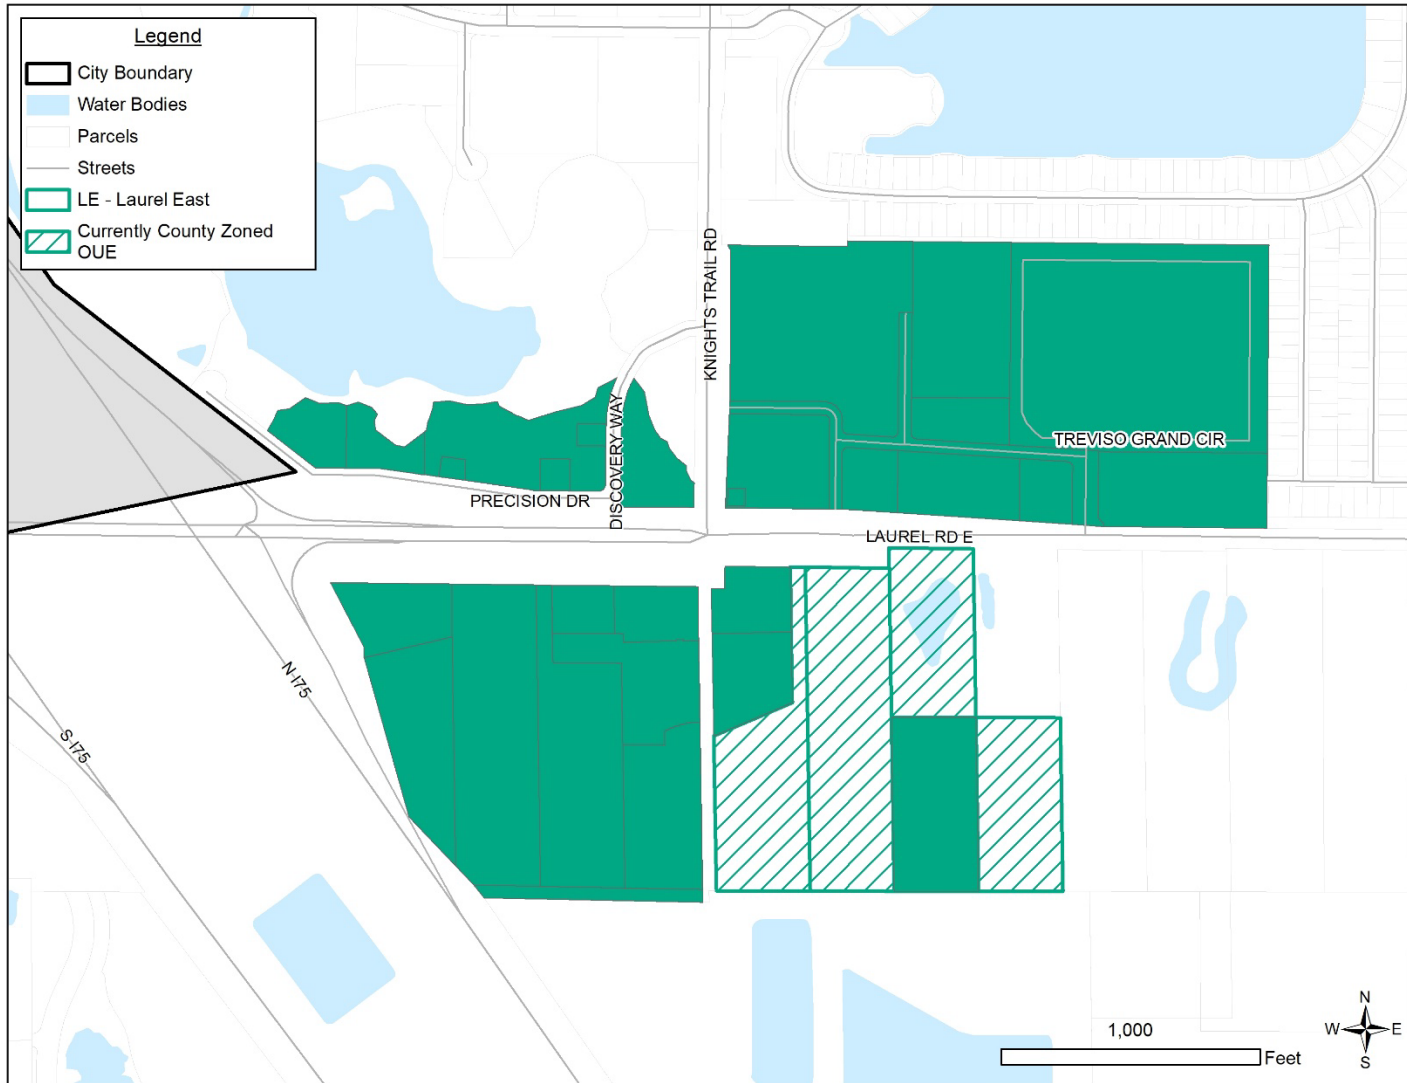 Legend
City Boundary
Water Bodies
Parcels
Streets
LE - Laurel East
Currently County Zoned
OUE
KNIGHTS TRAIL RD
DISCOVERY WAY
TREVISO GRAND CIR
PRECISION DR
LAUREL RD E
N I75
S I75
1,000
Feet
N
W
E
S